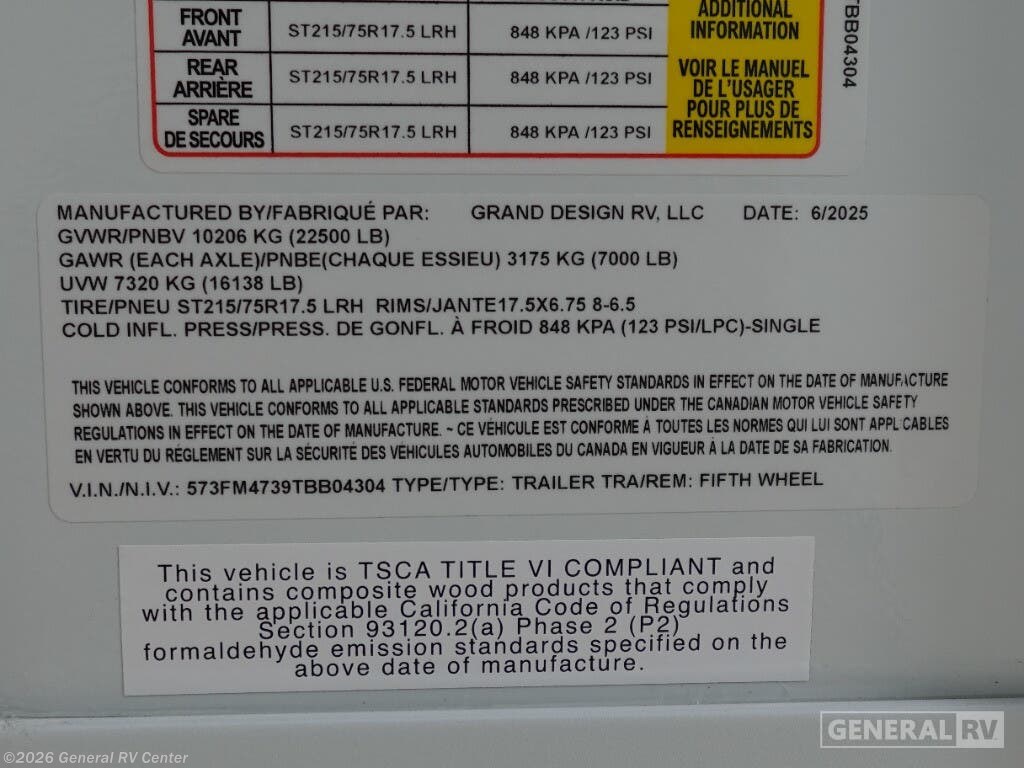 FRONT
AVANT
ST215/75R17.5 LRH
848 KPA /123 PSI
REAR
ARRIÈRE
ST215/75R17.5 LRH
848 KPA /123 PSI
SPARE
DE SECOURS
ST215/75R17.5 LRH
848 KPA /123 PSI
ADDITIONAL
INFORMATION
VOIR LE MANUEL
DE L'USAGER
POUR PLUS DE
RENSEIGNEMENTS
TBB04304
MANUFACTURED BY/FABRIQUÉ PAR: GRAND DESIGN RV, LLC DATE: 6/2025
GVWR/PNBV 10206 KG (22500 LB)
GAWR (EACH AXLE)/PNBE(CHAQUE ESSIEU) 3175 KG (7000 LB)
UVW 7320 KG (16138 LB)
TIRE/PNEU ST215/75R17.5 LRH RIMS/JANTE17.5X6.75 8-6.5
COLD INFL. PRESS/PRESS. DE GONFL. À FROID 848 KPA (123 PSI/LPC)-SINGLE
THIS VEHICLE CONFORMS TO ALL APPLICABLE U.S. FEDERAL MOTOR VEHICLE SAFETY STANDARDS IN EFFECT ON THE DATE OF MANUFACTURE
SHOWN ABOVE. THIS VEHICLE CONFORMS TO ALL APPLICABLE STANDARDS PRESCRIBED UNDER THE CANADIAN MOTOR VEHICLE SAFETY
REGULATIONS IN EFFECT ON THE DATE OF MANUFACTURE. ~ CE VÉHICULE EST CONFORME À TOUTES LES NORMES QUI LUI SONT APPLICABLES
EN VERTU DU RÉGLEMENT SUR LA SÉCURITÉ DES VÉHICULES AUTOMOBILES DU CANADA EN VIGUEUR À LA DATE DE SA FABRICATION.
V.I.N./N.I.V.: 573FM4739TBB04304 TYPE/TYPE: TRAILER TRA/REM: FIFTH WHEEL
This vehicle is TSCA TITLE VI COMPLIANT and
contains composite wood products that comply
with the applicable California Code of Regulations
Section 93120.2(a) Phase 2 (P2)
formaldehyde emission standards specified on the
above date of manufacture.
GENERAL RV
©2026 General RV Center